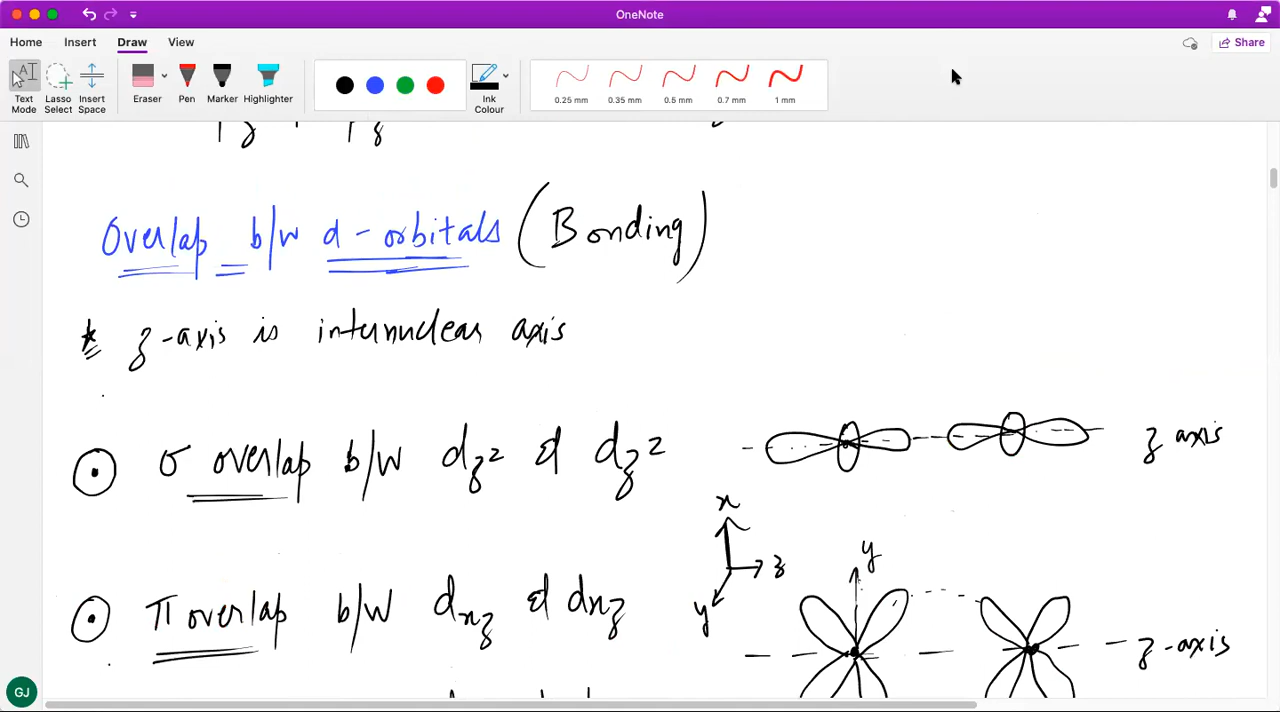 OneNote
Home Insert Draw View
Share
Text Mode
Lasso Select
Insert Space
Eraser
Pen
Marker
Highlighter
Ink Colour
0.25 mm
0.35 mm
0.5 mm
0.7 mm
1 mm
Overlap b/w d-orbitals (Bonding)
* z-axis is internuclear axis
σ overlap b/w dz² & dz²
z axis
x
z
y
y
π overlap b/w dxz & dxz
z-axis
GJ